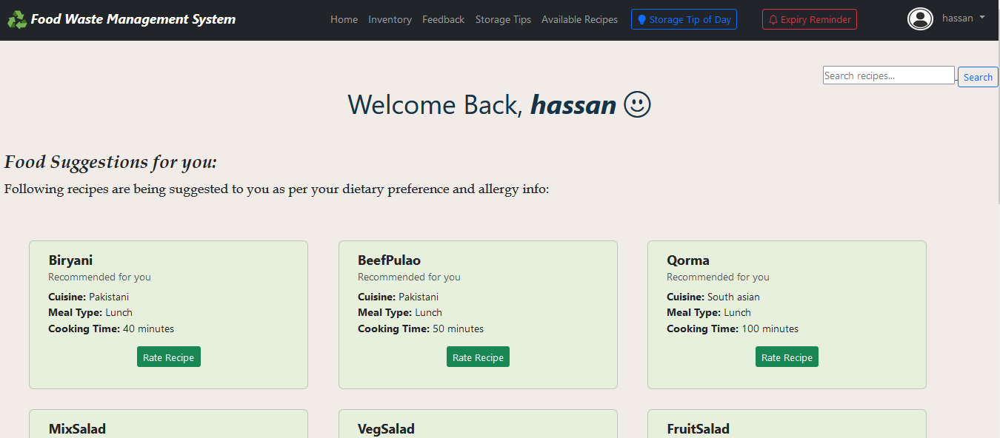 Food Waste Management System
Home Inventory Feedback Storage Tips Available Recipes Storage Tip of Day Expiry Reminder hassan
Search recipes... Search
Welcome Back, hassan
Food Suggestions for you:
Following recipes are being suggested to you as per your dietary preference and allergy info:
Biryani
Recommended for you
Cuisine: Pakistani
Meal Type: Lunch
Cooking Time: 40 minutes
Rate Recipe
BeefPulao
Recommended for you
Cuisine: Pakistani
Meal Type: Lunch
Cooking Time: 50 minutes
Rate Recipe
Qorma
Recommended for you
Cuisine: South asian
Meal Type: Lunch
Cooking Time: 100 minutes
Rate Recipe
MixSalad
VegSalad
FruitSalad